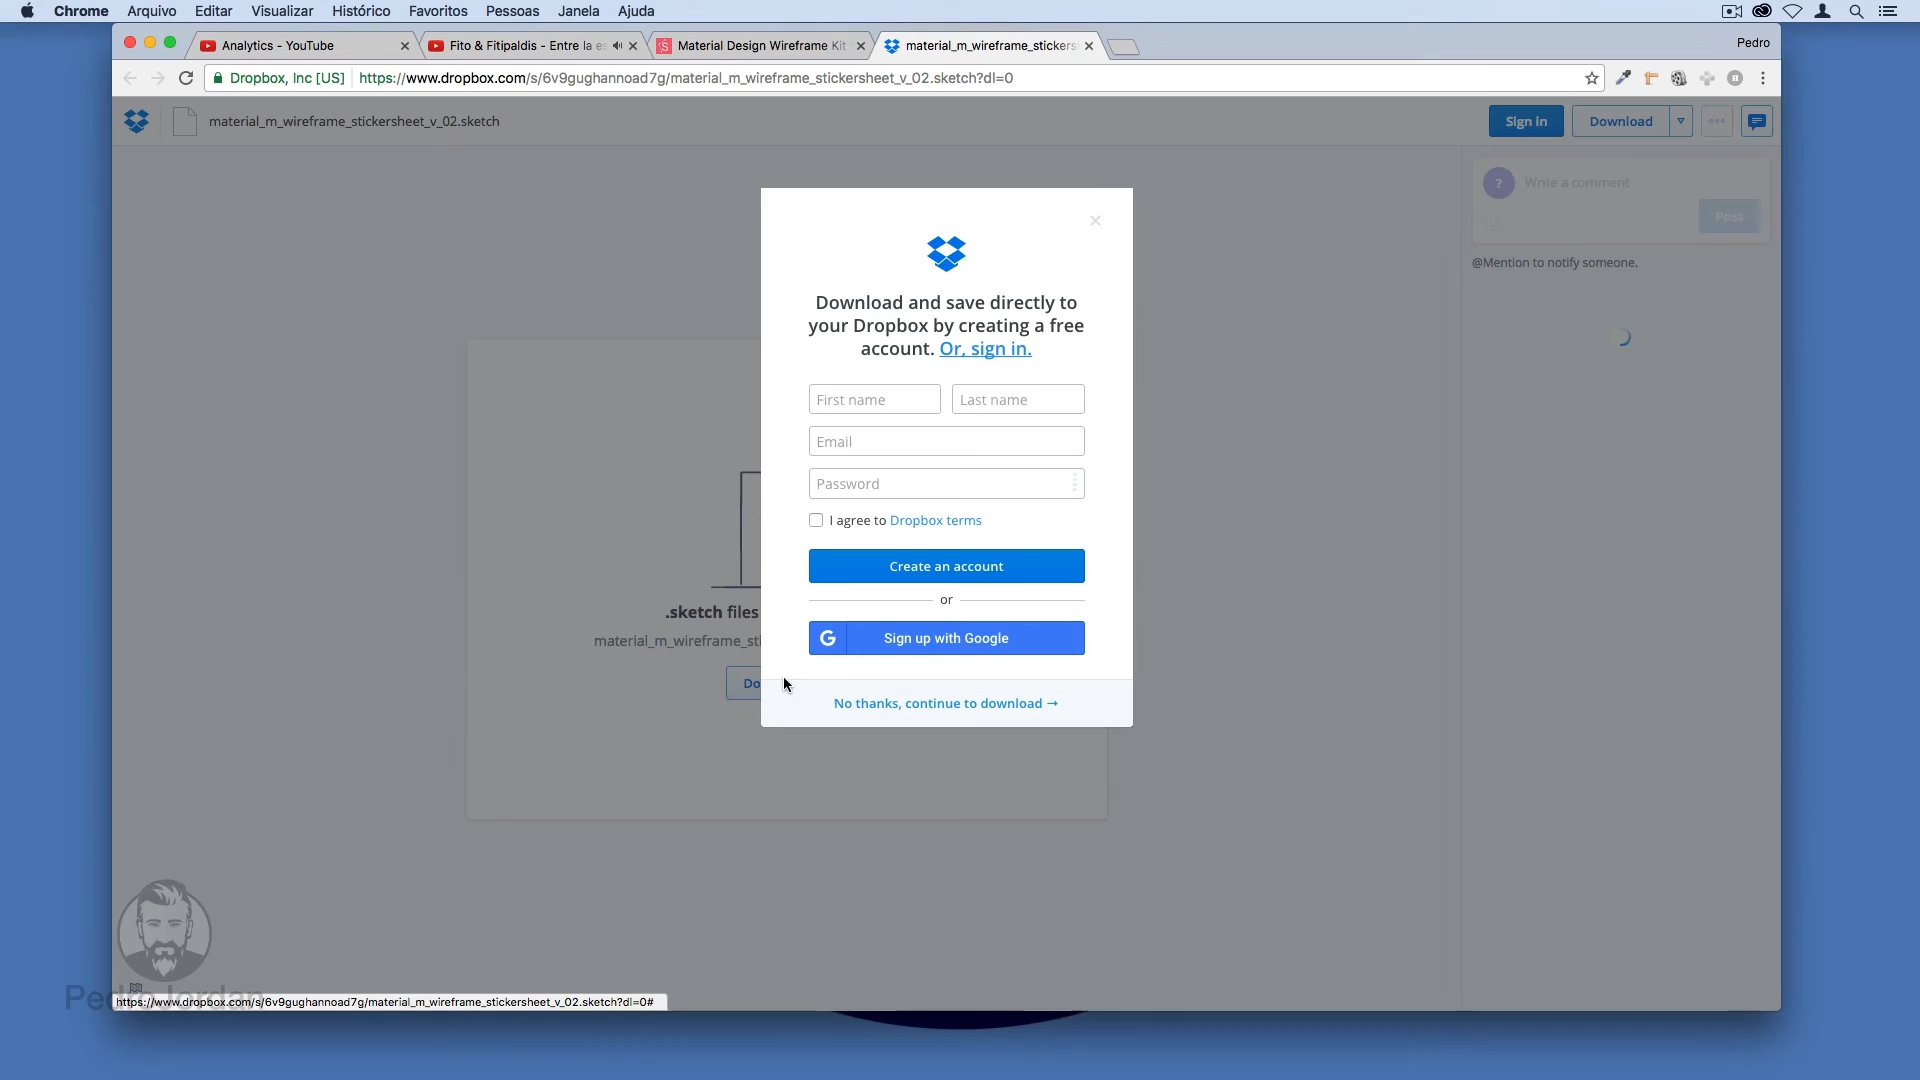 Chrome Arquivo Editar Visualizar Histórico Favoritos Pessoas Janela Ajuda
Analytics - YouTube
Fito & Fitipaldis - Entre la es
Material Design Wireframe Kit
material_m_wireframe_stickers
Pedro
Dropbox, Inc [US]
https://www.dropbox.com/s/6v9gughannoad7g/material_m_wireframe_stickersheet_v_02.sketch?dl=0
material_m_wireframe_stickersheet_v_02.sketch
Sign in
Download
?
Write a comment
Post
@Mention to notify someone.
Download and save directly to
your Dropbox by creating a free
account. Or, sign in.
First name
Last name
Email
Password
I agree to Dropbox terms
Create an account
or
G
Sign up with Google
No thanks, continue to download →
.sketch files
material_m_wireframe_sti
Do
Pedro Jordan
https://www.dropbox.com/s/6v9gughannoad7g/material_m_wireframe_stickersheet_v_02.sketch?dl=0#